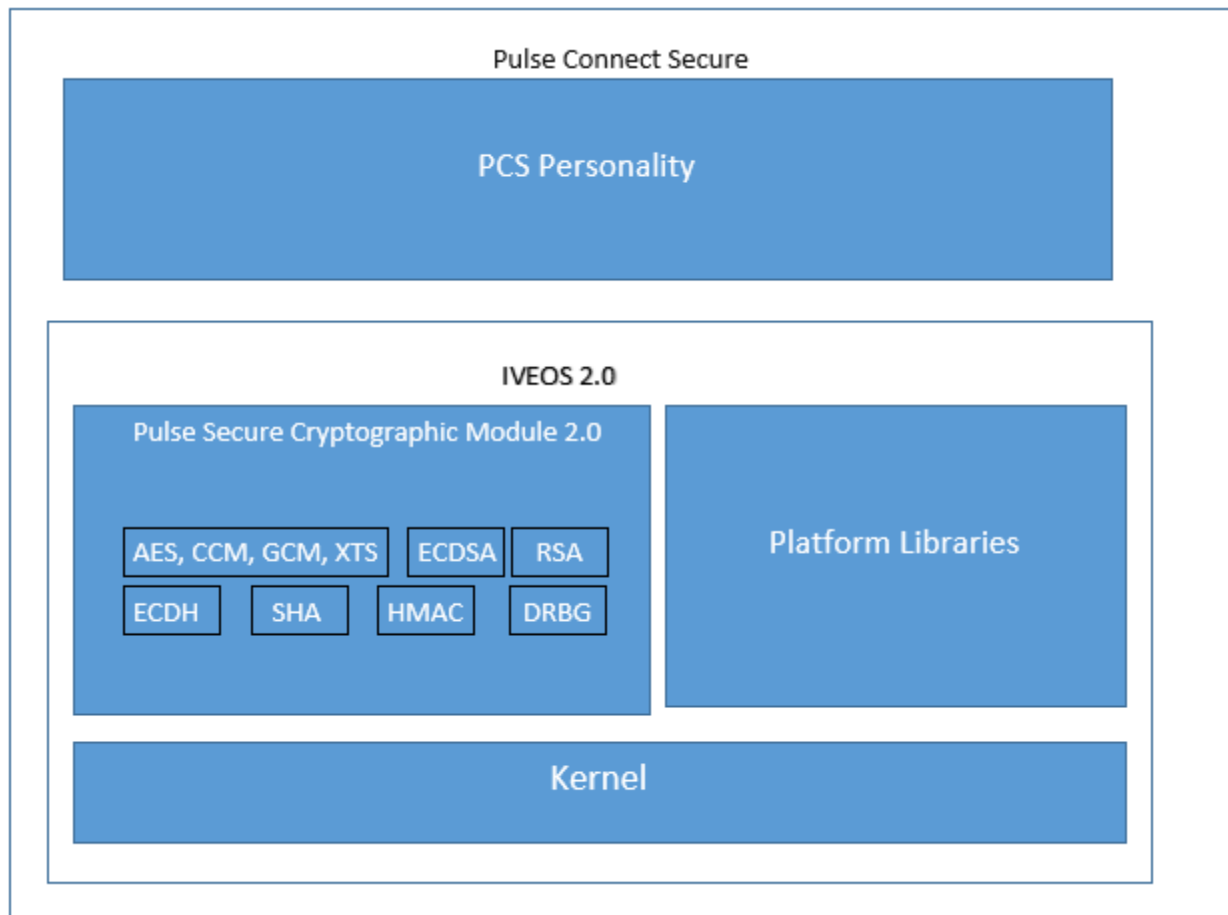 Pulse Connect Secure
PCS Personality
IVEOS 2.0
Pulse Secure Cryptographic Module 2.0
AES, CCM, GCM, XTS
ECDSA
RSA
ECDH
SHA
HMAC
DRBG
Platform Libraries
Kernel